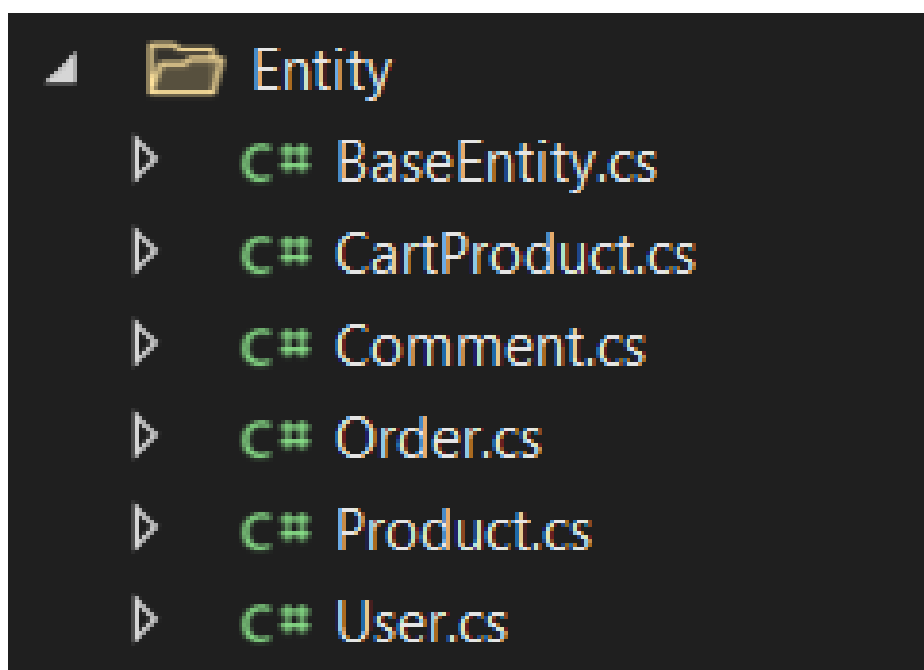 Entity
C# BaseEntity.cs
C# CartProduct.cs
C# Comment.cs
C# Order.cs
C# Product.cs
C# User.cs